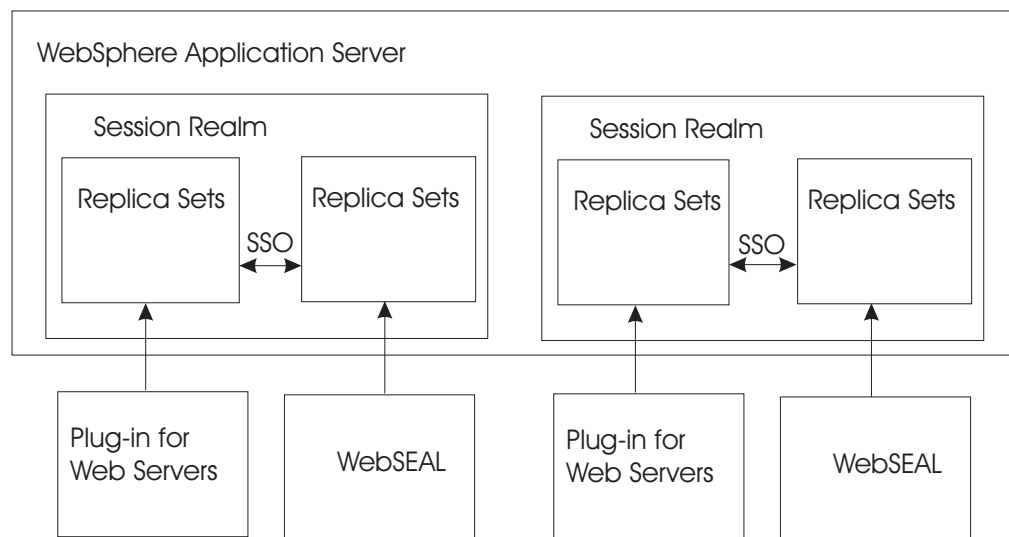 WebSphere Application Server
Session Realm
Replica Sets
Replica Sets
SSO
Session Realm
Replica Sets
Replica Sets
SSO
Plug-in for
Web Servers
WebSEAL
Plug-in for
Web Servers
WebSEAL